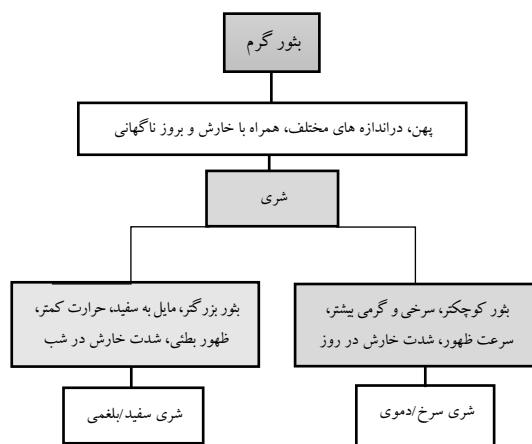 بثور گرم
پهن، دراندازه های مختلف، همراه با خارش و بروز ناگهانی
شری
بثور کوچکتر، سرخی و گرمی بیشتر،
سرعت ظهور، شدت خارش در روز
بثور بزرگتر، مایل به سفید، حرارت کمتر،
ظهور بطئی، شدت خارش در شب
شری سرخ/دموی
شری سفید/بلغمی